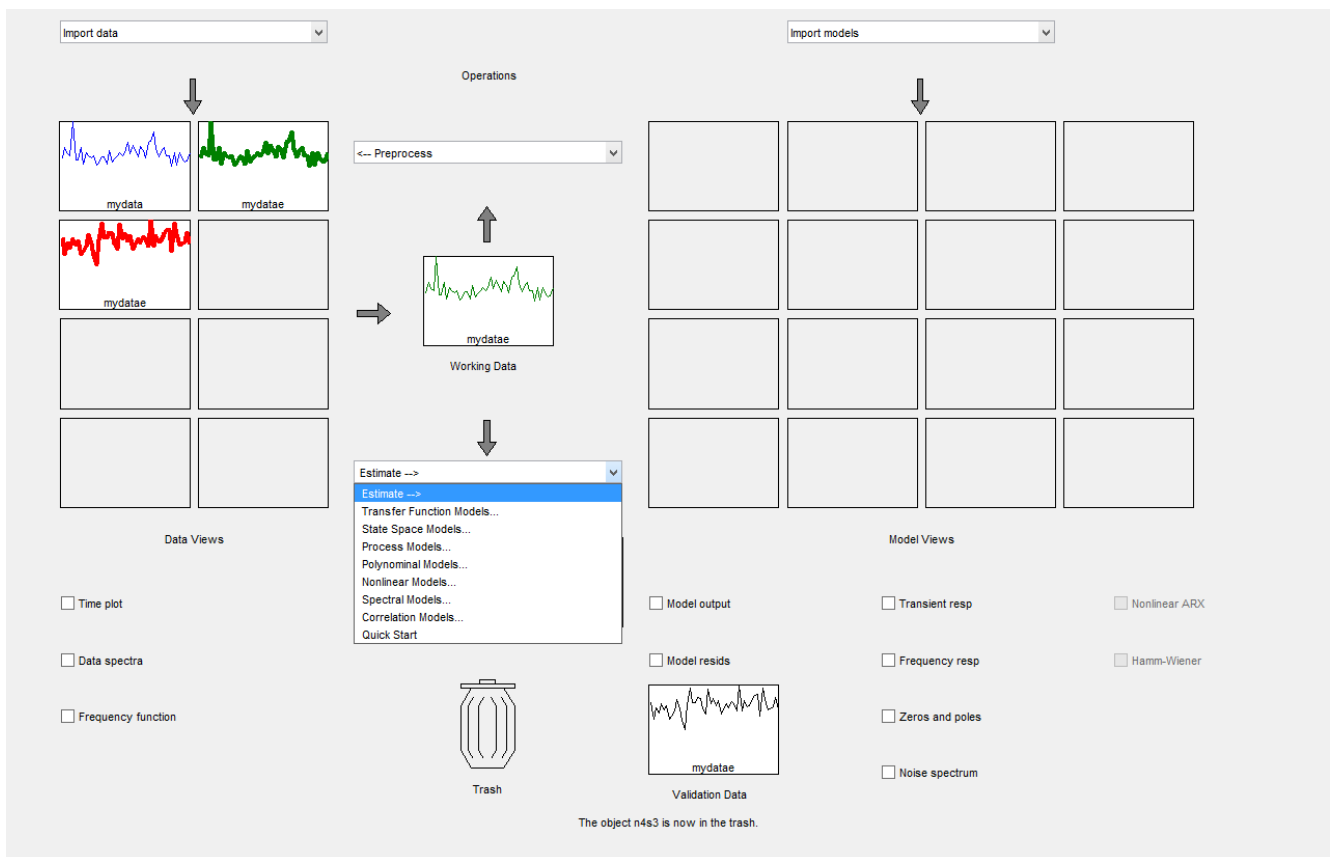 Import data
Import models
Operations
<-- Preprocess
mydata
mydatae
mydatae
mydatae
Working Data
Estimate -->
Estimate -->
Transfer Function Models...
State Space Models...
Process Models...
Polynominal Models...
Nonlinear Models...
Spectral Models...
Correlation Models...
Quick Start
Data Views
Model Views
Time plot
Data spectra
Frequency function
Model output
Transient resp
Nonlinear ARX
Model resids
Frequency resp
Hamm-Wiener
Zeros and poles
Noise spectrum
mydatae
Trash
Validation Data
The object n4s3 is now in the trash.